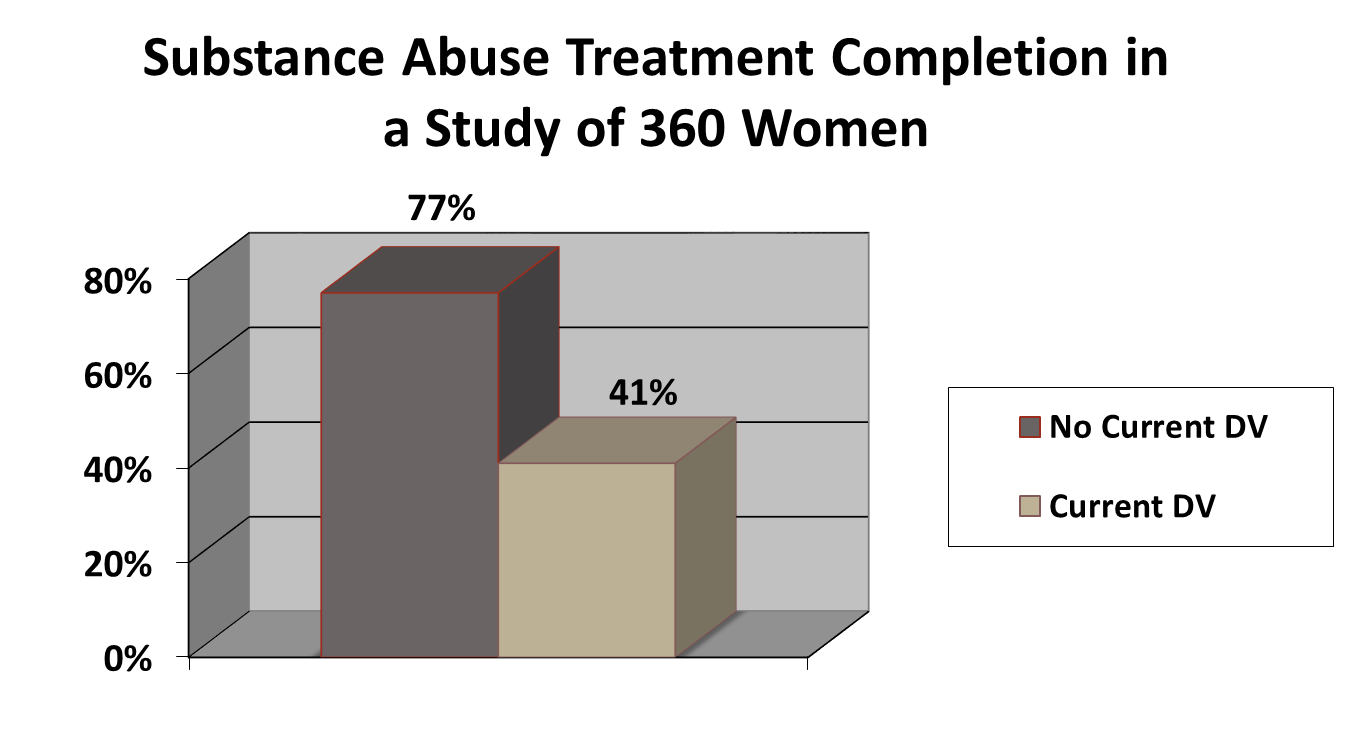 Substance Abuse Treatment Completion in
a Study of 360 Women
77%
80%
41%
60%
40%
20%
0%
No Current DV
Current DV